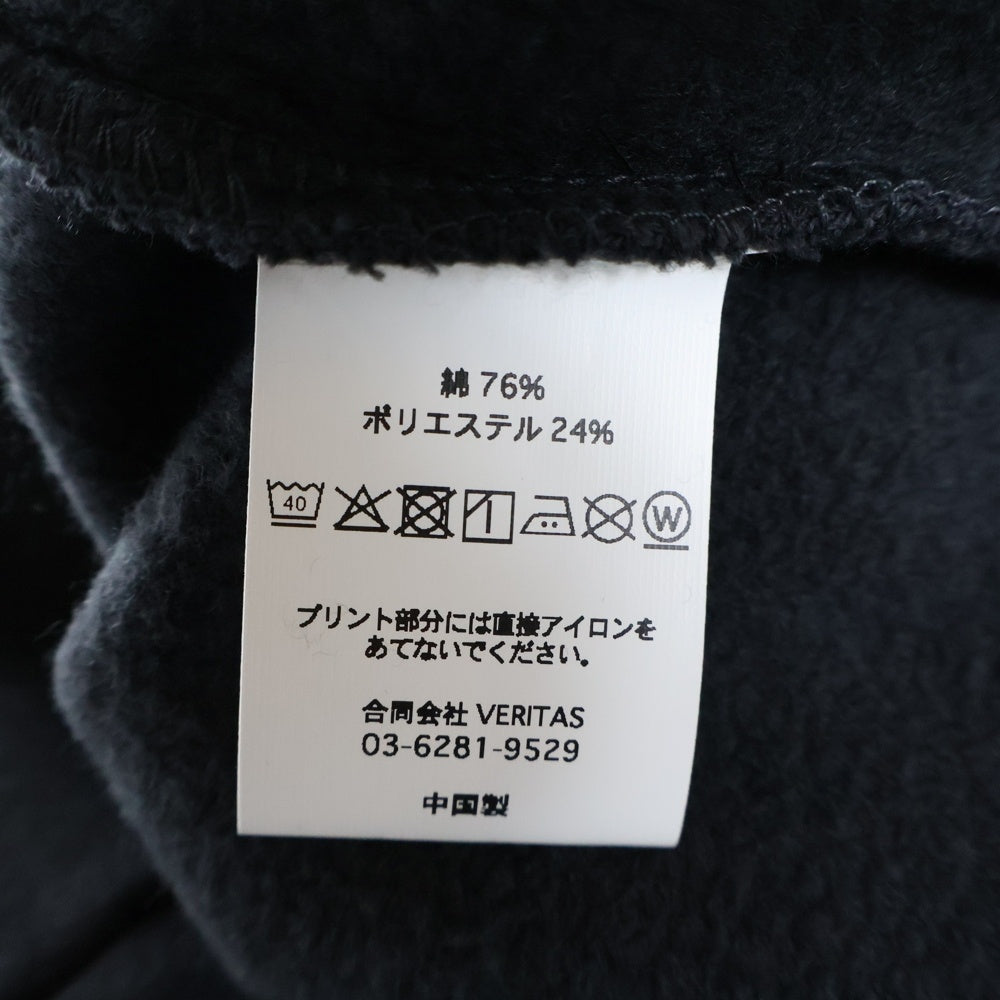 綿 76%
ポリエステル 24%
40 W
プリント部分には直接アイロンを
あてないでください。
合同会社 VERITAS
03-6281-9529
中国製